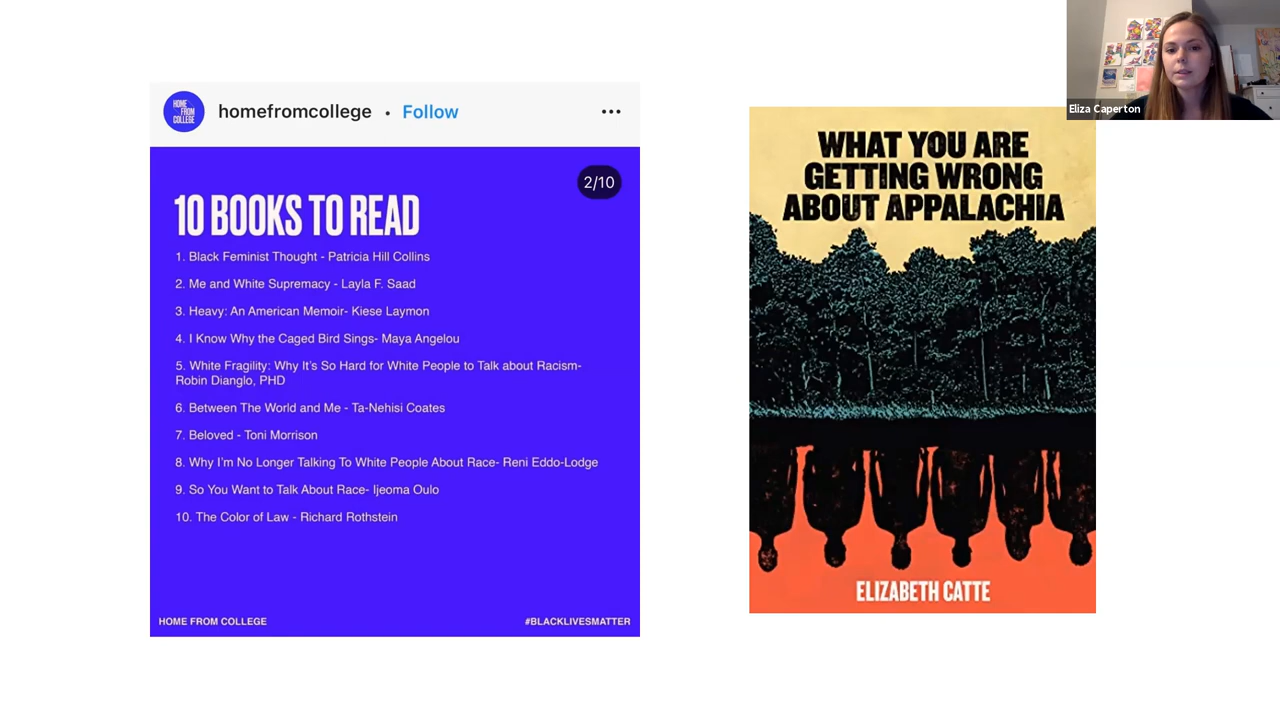 HOME
FROM
COLLEGE
homefromcollege • Follow
2/10
10 BOOKS TO READ
1. Black Feminist Thought - Patricia Hill Collins
2. Me and White Supremacy - Layla F. Saad
3. Heavy: An American Memoir- Kiese Laymon
4. I Know Why the Caged Bird Sings- Maya Angelou
5. White Fragility: Why It's So Hard for White People to Talk about Racism-
Robin Dianglo, PHD
6. Between The World and Me - Ta-Nehisi Coates
7. Beloved - Toni Morrison
8. Why I'm No Longer Talking To White People About Race- Reni Eddo-Lodge
9. So You Want to Talk About Race- Ijeoma Oulo
10. The Color of Law - Richard Rothstein
HOME FROM COLLEGE
#BLACKLIVESMATTER
WHAT YOU ARE
GETTING WRONG
ABOUT APPALACHIA
ELIZABETH CATTE
Eliza Caperton